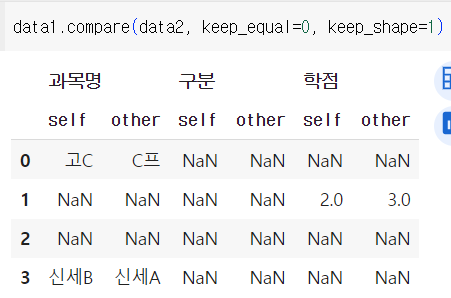 data1.compare(data2, keep_equal=0, keep_shape=1)
과목명 구분 학점
self other self other self other
0 고C C프 NaN NaN NaN NaN
1 NaN NaN NaN NaN 2.0 3.0
2 NaN NaN NaN NaN NaN NaN
3 신세B 신세A NaN NaN NaN NaN